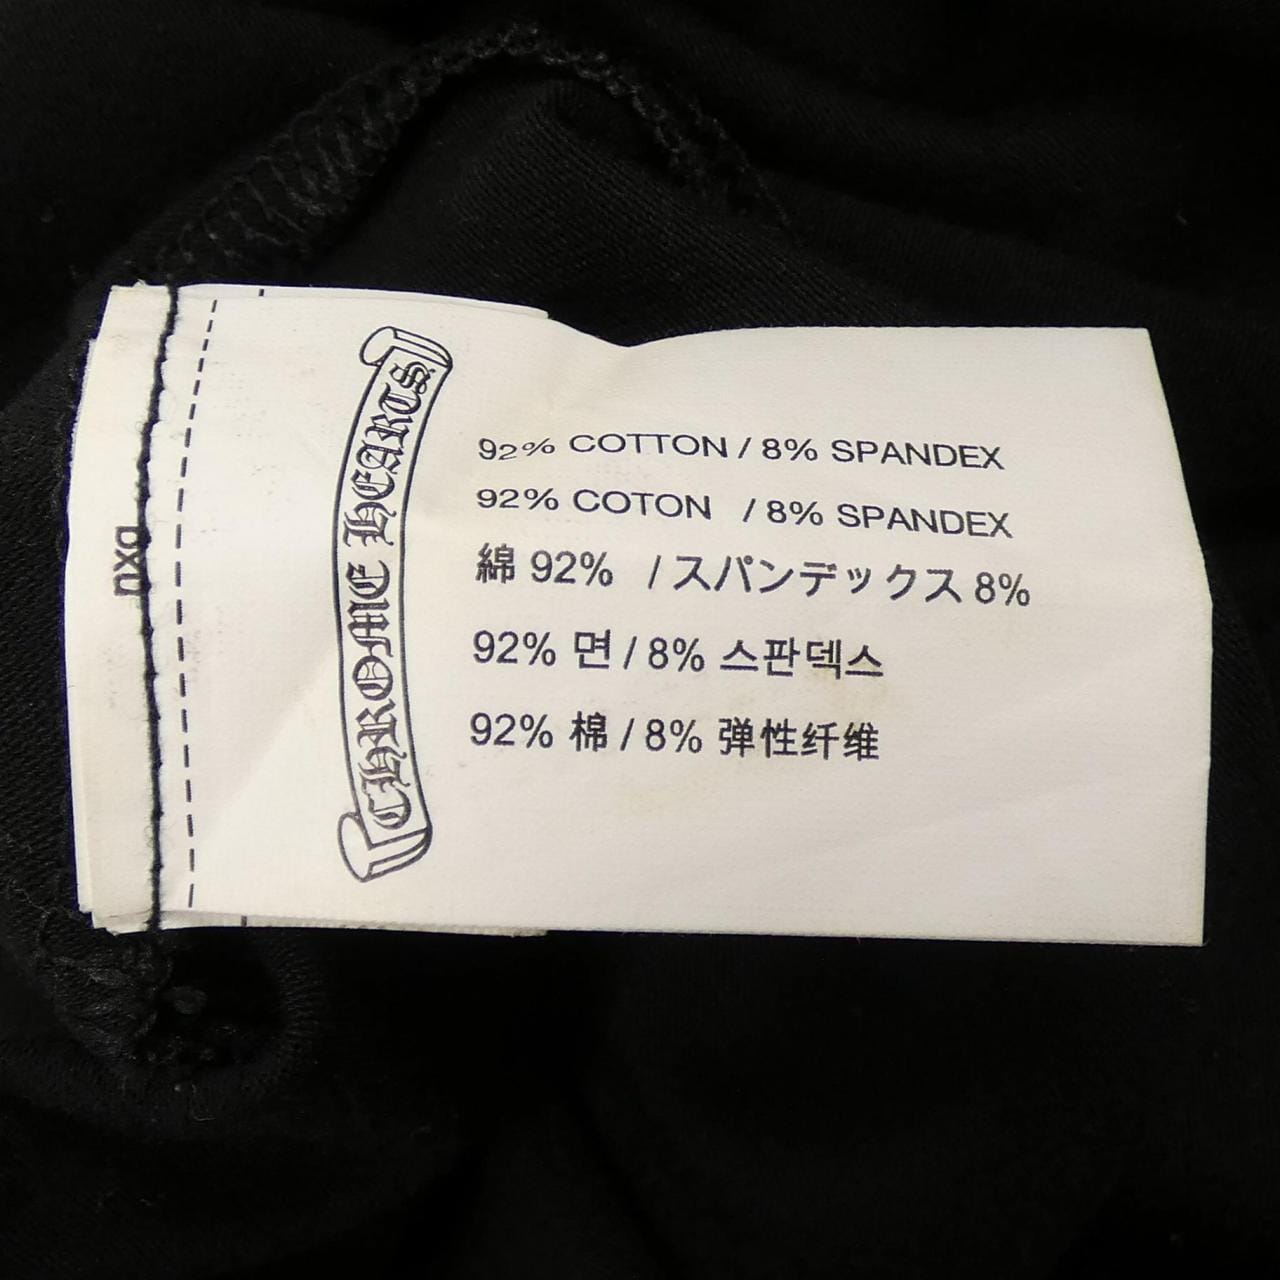 CHROME HEARTS
92% COTTON / 8% SPANDEX
92% COTON / 8% SPANDEX
綿 92% / スパンデックス 8%
92% 면 / 8% 스판덱스
92% 棉 / 8% 弹性纤维